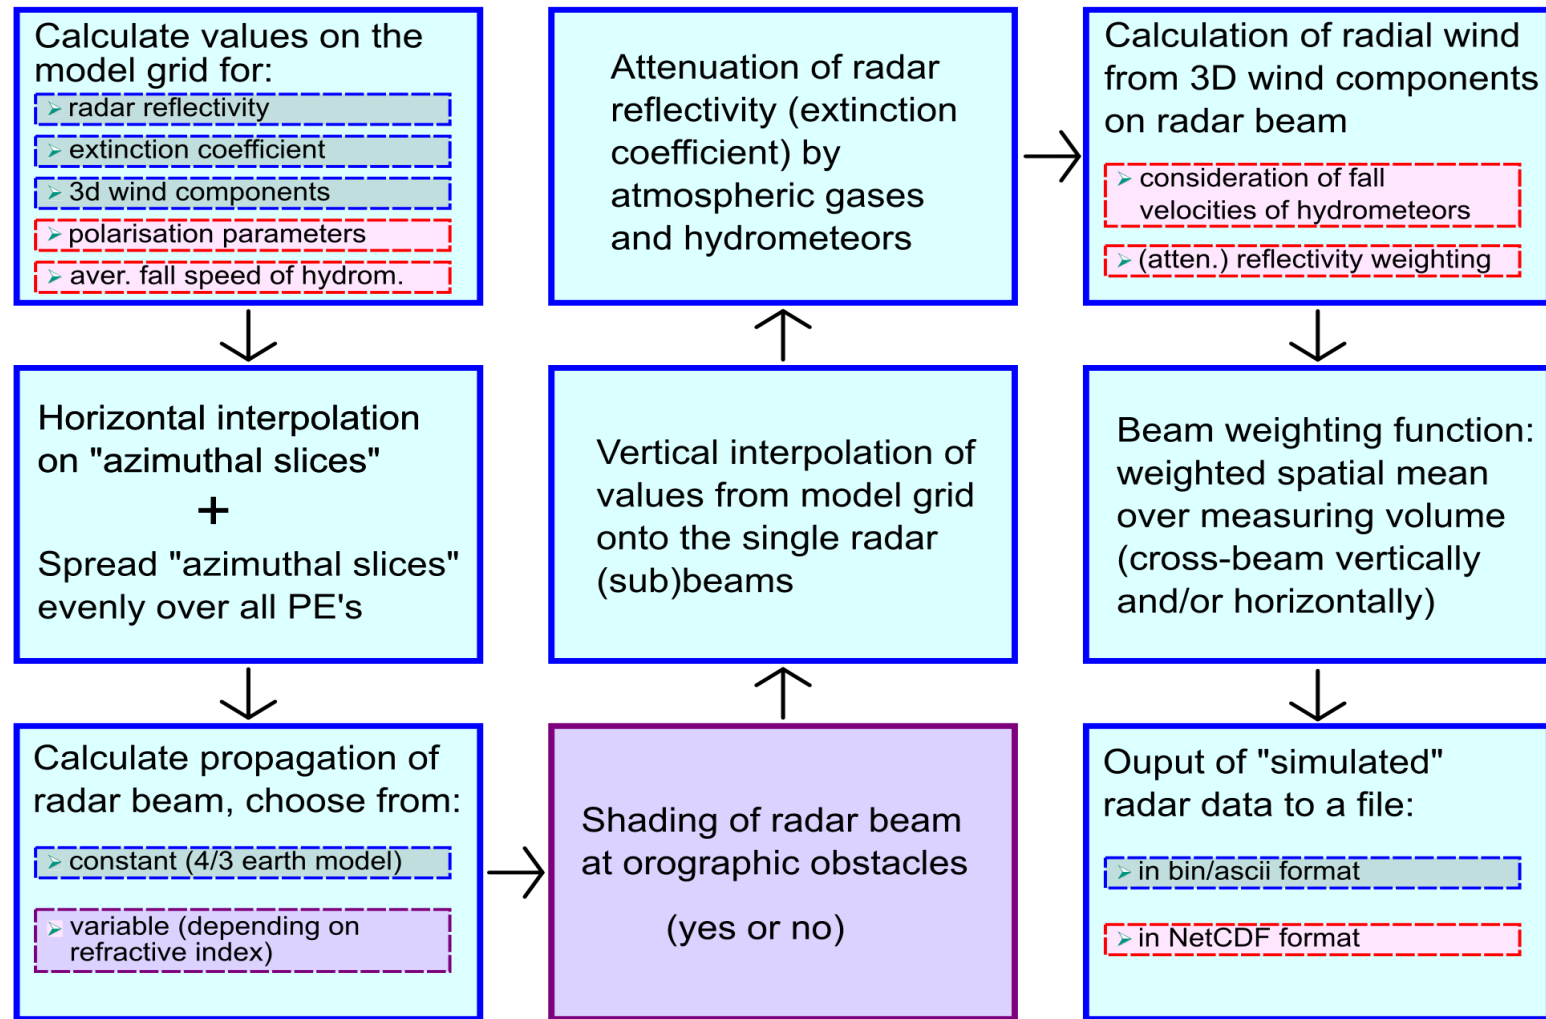 Calculate values on the
model grid for:
➢ radar reflectivity
➢ extinction coefficient
➢ 3d wind components
➢ polarisation parameters
➢ aver. fall speed of hydrom.
Horizontal interpolation
on "azimuthal slices"
+
Spread "azimuthal slices"
evenly over all PE's
Calculate propagation of
radar beam, choose from:
➢ constant (4/3 earth model)
➢ variable (depending on
refractive index)
Shading of radar beam
at orographic obstacles
(yes or no)
Vertical interpolation of
values from model grid
onto the single radar
(sub)beams
Attenuation of radar
reflectivity (extinction
coefficient) by
atmospheric gases
and hydrometeors
Calculation of radial wind
from 3D wind components
on radar beam
➢ consideration of fall
velocities of hydrometeors
➢ (atten.) reflectivity weighting
Beam weighting function:
weighted spatial mean
over measuring volume
(cross-beam vertically
and/or horizontally)
Ouput of "simulated"
radar data to a file:
➢ in bin/ascii format
➢ in NetCDF format